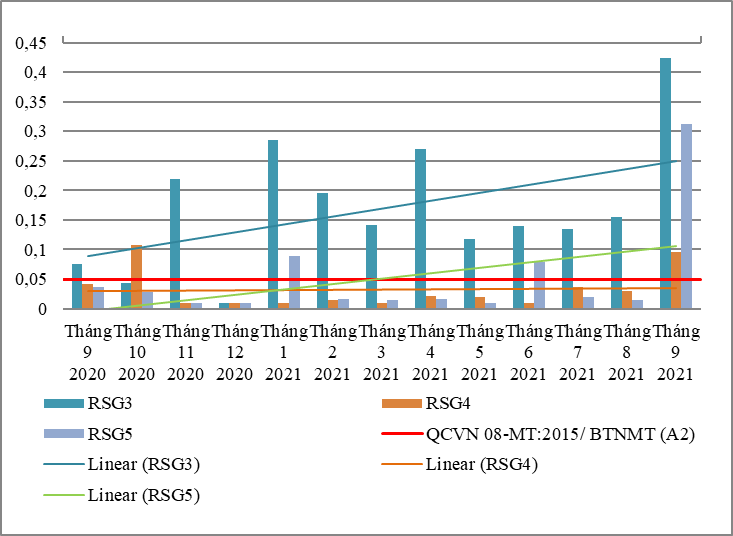 0,45
0,4
0,35
0,3
0,25
0,2
0,15
0,1
0,05
0
Tháng Tháng Tháng Tháng Tháng Tháng Tháng Tháng Tháng Tháng Tháng Tháng Tháng
9 10 11 12 1 2 3 4 5 6 7 8 9
2020 2020 2020 2020 2021 2021 2021 2021 2021 2021 2021 2021 2021
RSG3 RSG4
RSG5 QCVN 08-MT:2015/ BTNMT (A2)
Linear (RSG3) Linear (RSG4)
Linear (RSG5)